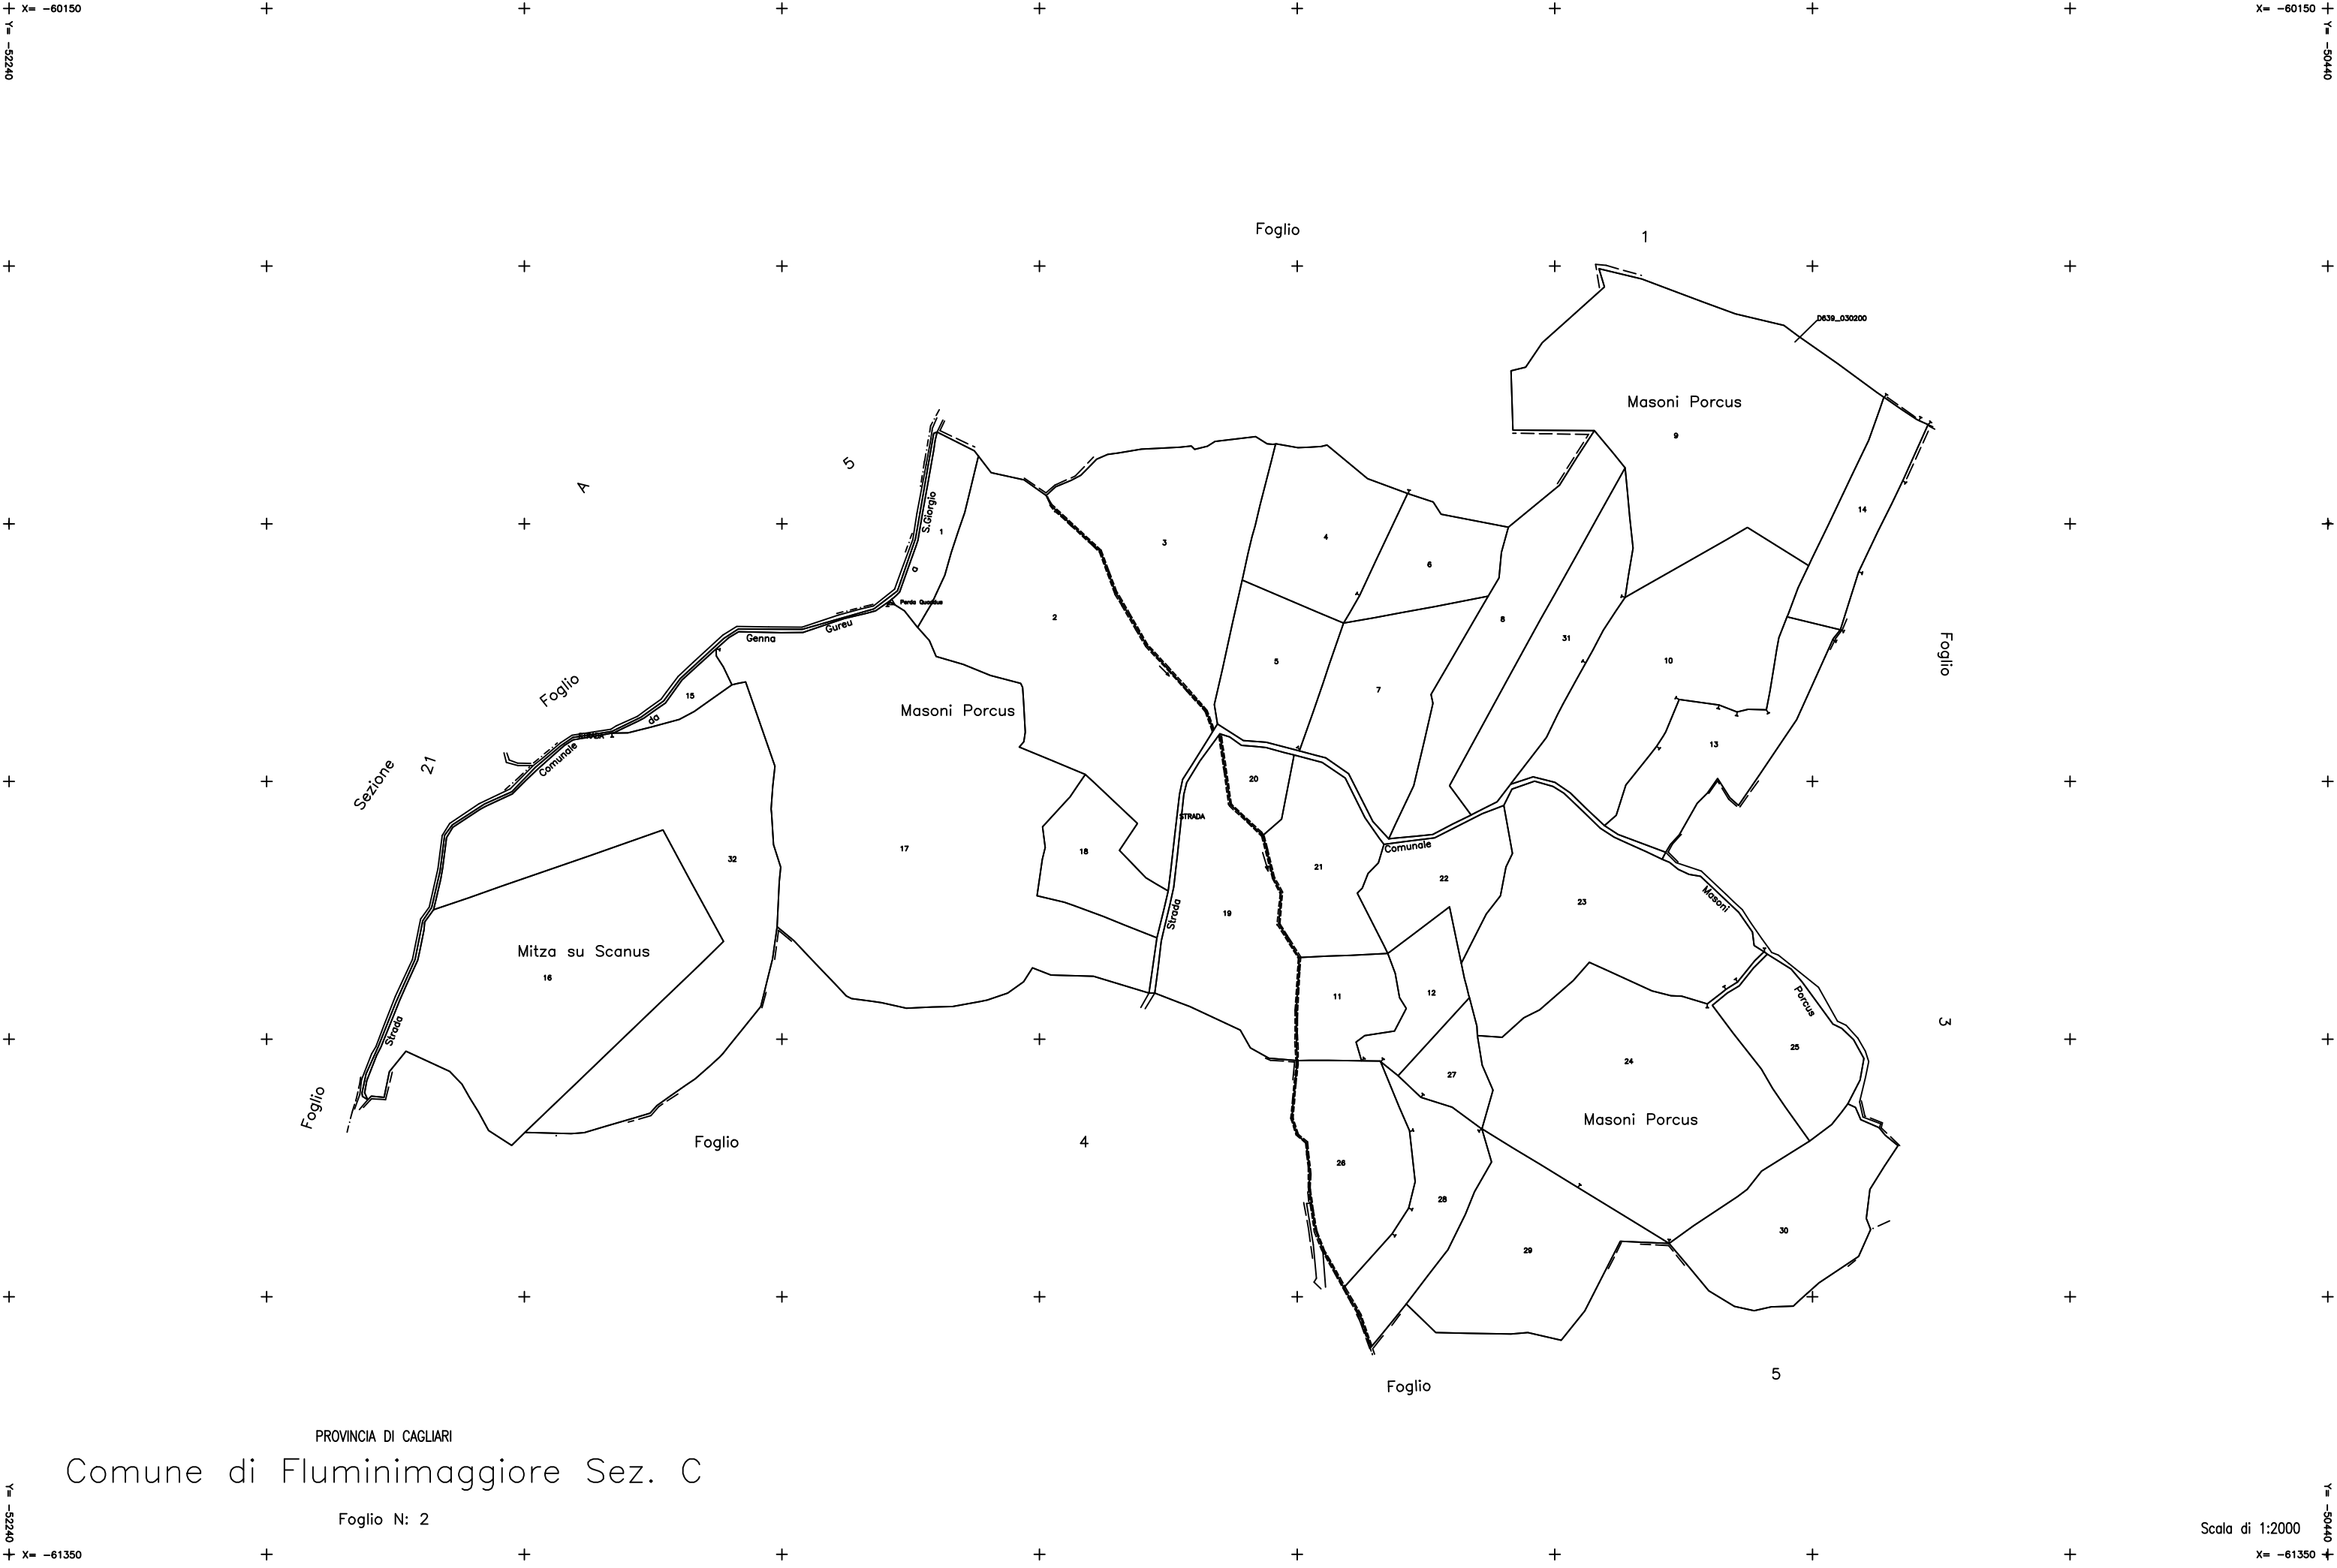 X= -60150
X= -60150
Y= -52240
Y= -50440
Foglio
1
D639_030200
Masoni Porcus
9
5
A
S.Giorgio
1
14
3
4
6
a
2
8
31
Genna
Gureu
Foglio
5
10
7
15
Masoni Porcus
da
STRADA
13
Comunale
21
Sezione
20
STRADA
Comunale
17
18
32
21
22
Masoni
23
19
Strada
Mitza su Scanus
16
11
12
Porcus
3
Strada
25
24
27
Foglio
Masoni Porcus
Foglio
4
26
28
30
29
5
Foglio
PROVINCIA DI CAGLIARI
Comune di Fluminimaggiore Sez. C
Foglio N: 2
Scala di 1:2000
Y= -52240
Y= -50440
X= -61350
X= -61350
Foglio